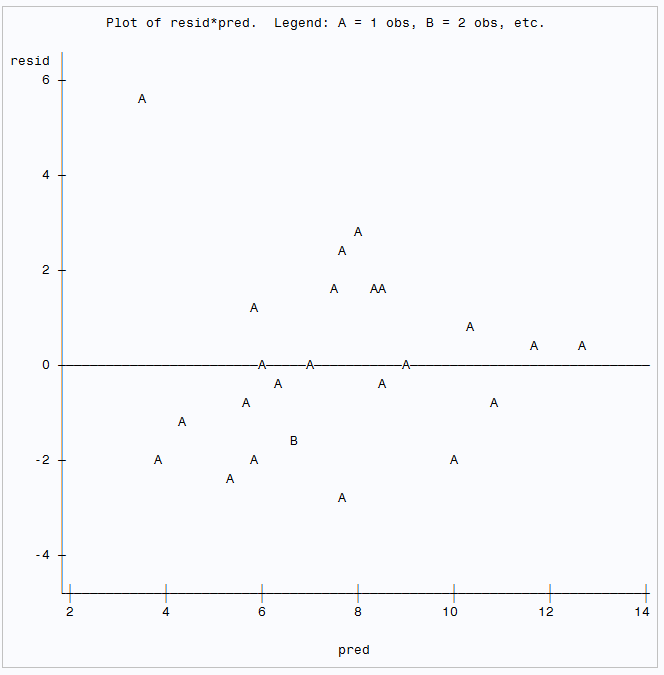 Plot of resid*pred.  Legend: A = 1 obs, B = 2 obs, etc.
resid
6
A
4
A
A
2
A AA
A
A
A A
0 A A A
A A
A A
A
B
-2 A A A
A
A
-4
2 4 6 8 10 12 14
pred